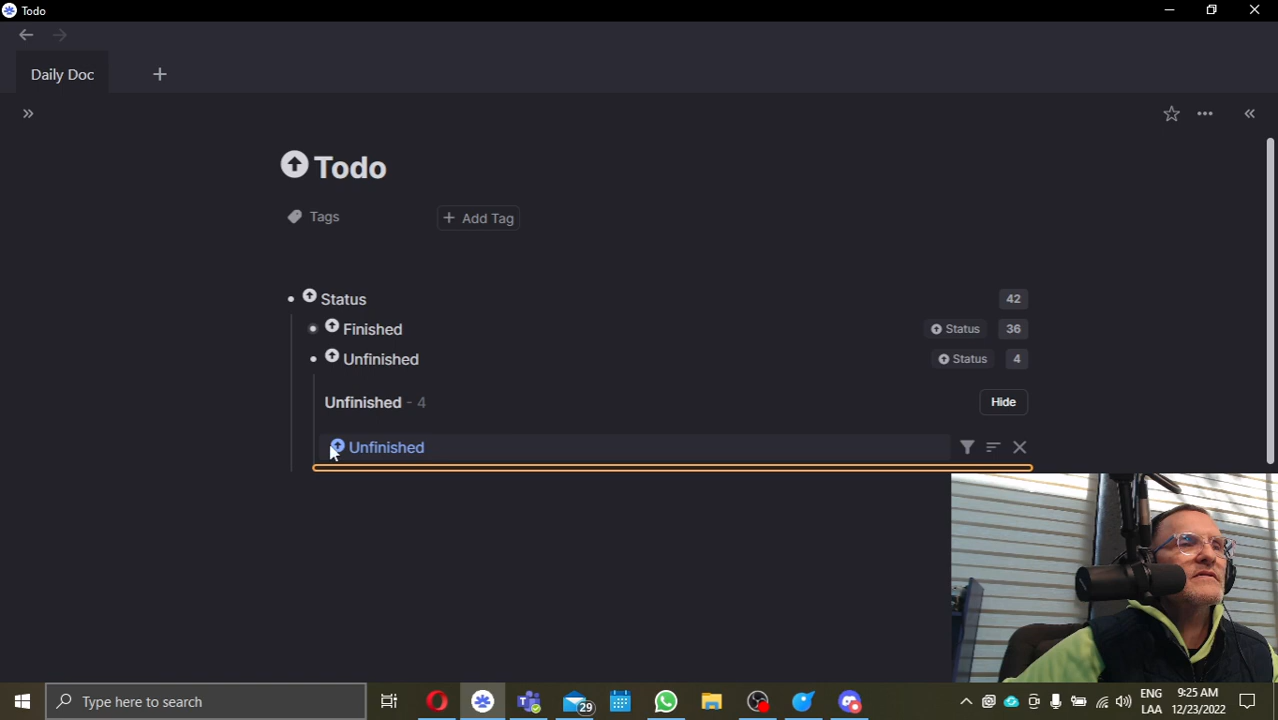 Todo
Daily Doc
Todo
Tags + Add Tag
Status 42
Finished Status 36
Unfinished Status 4
Unfinished - 4 Hide
Unfinished
Type here to search 29 ENG 9:25 AM
LAA 12/23/2022